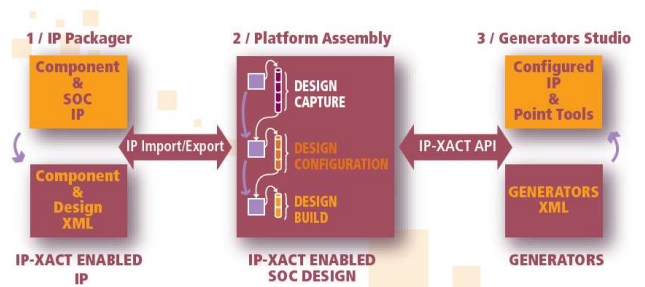 1 / IP Packager
Component
&
SOC
IP
Component
&
Design
XML
IP-XACT ENABLED
IP
IP Import/Export
2 / Platform Assembly
DESIGN
CAPTURE
DESIGN
CONFIGURATION
DESIGN
BUILD
IP-XACT ENABLED
SOC DESIGN
IP-XACT API
3 / Generators Studio
Configured
IP
&
Point Tools
GENERATORS
XML
GENERATORS